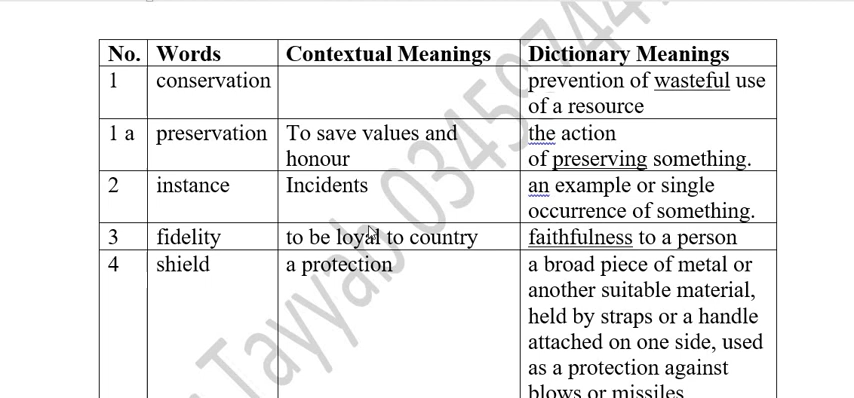 No. Words Contextual Meanings Dictionary Meanings
1 conservation prevention of wasteful use
of a resource
1 a preservation To save values and the action
honour of preserving something.
2 instance Incidents an example or single
occurrence of something.
3 fidelity to be loyal to country faithfulness to a person
4 shield a protection a broad piece of metal or
another suitable material,
held by straps or a handle
attached on one side, used
as a protection against
blows or missiles
Tayyab 034597441